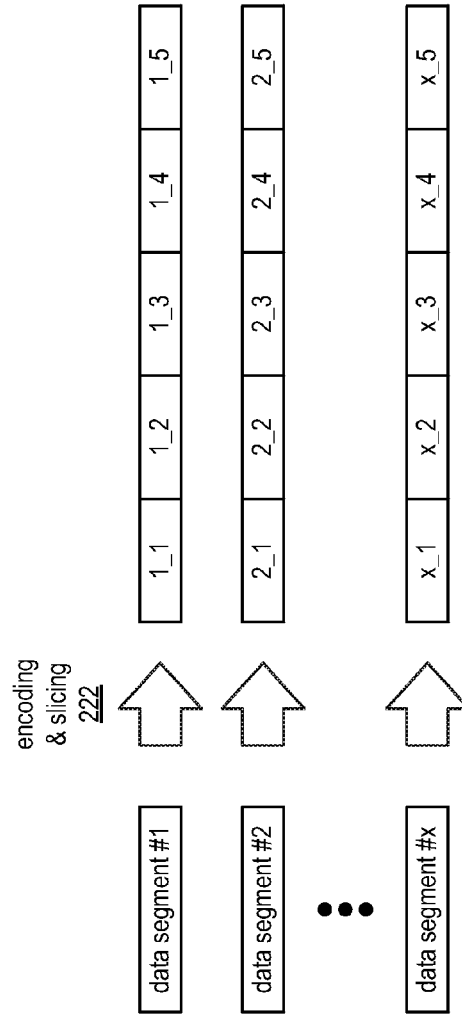 encoding
& slicing
222
data segment #1
1_1 1_2 1_3 1_4 1_5
data segment #2
2_1 2_2 2_3 2_4 2_5
data segment #x
x_1 x_2 x_3 x_4 x_5